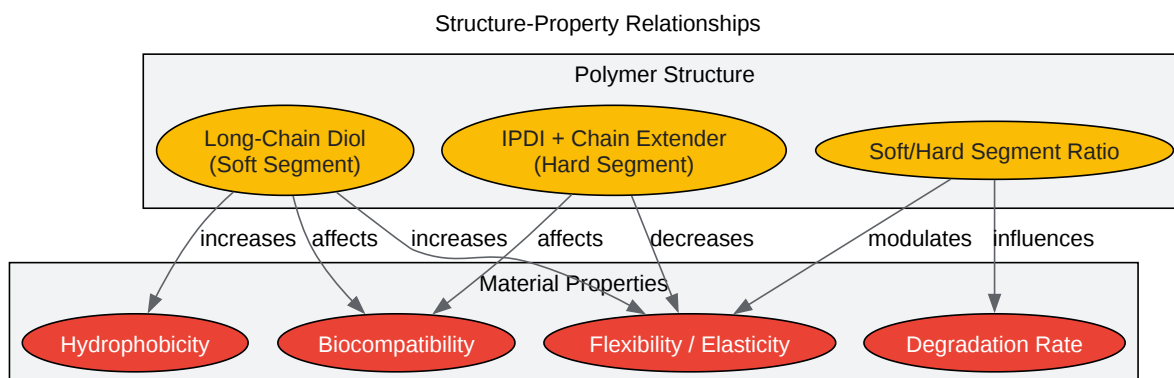 Structure-Property Relationships
Polymer Structure
Long-Chain Diol
(Soft Segment)
IPDI + Chain Extender
(Hard Segment)
Soft/Hard Segment Ratio
increases
affects
increases
affects
decreases
modulates
influences
Material Properties
Hydrophobicity
Biocompatibility
Flexibility / Elasticity
Degradation Rate